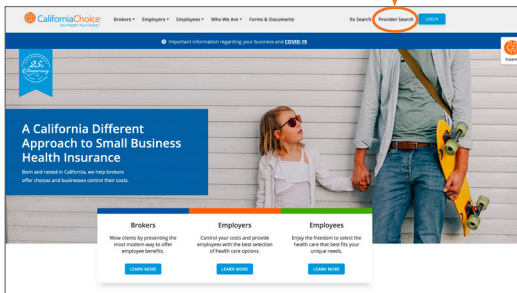 CaliforniaChoice
Your Health. Your Choice.
Brokers Employers Employees Who We Are Forms & Documents
Rx Search Provider Search LOGIN
Important information regarding your business and COVID-19
25
Support
A California Different
Approach to Small Business
Health Insurance
Born and raised in California, we help brokers
offer choices and businesses control their costs.
Brokers
Wow clients by presenting the
most modern way to offer
employee benefits.
LEARN MORE
Employers
Control your costs and provide
employees with the best selection
of health care options.
LEARN MORE
Employees
Enjoy the freedom to select the
health care that best fits your
unique needs.
LEARN MORE